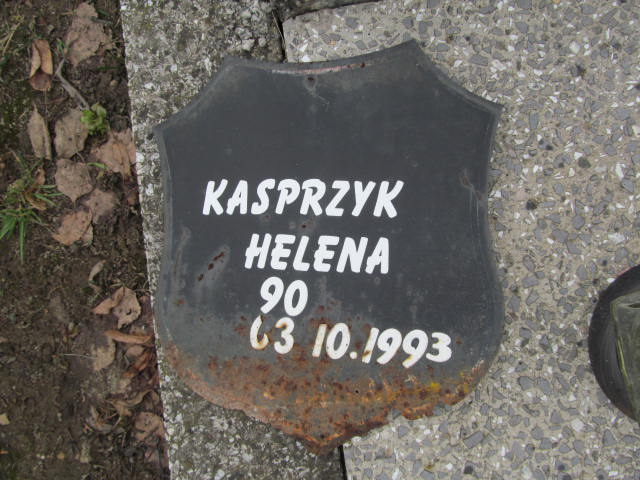 KASPRZYK
HELENA
90
03 10.1993